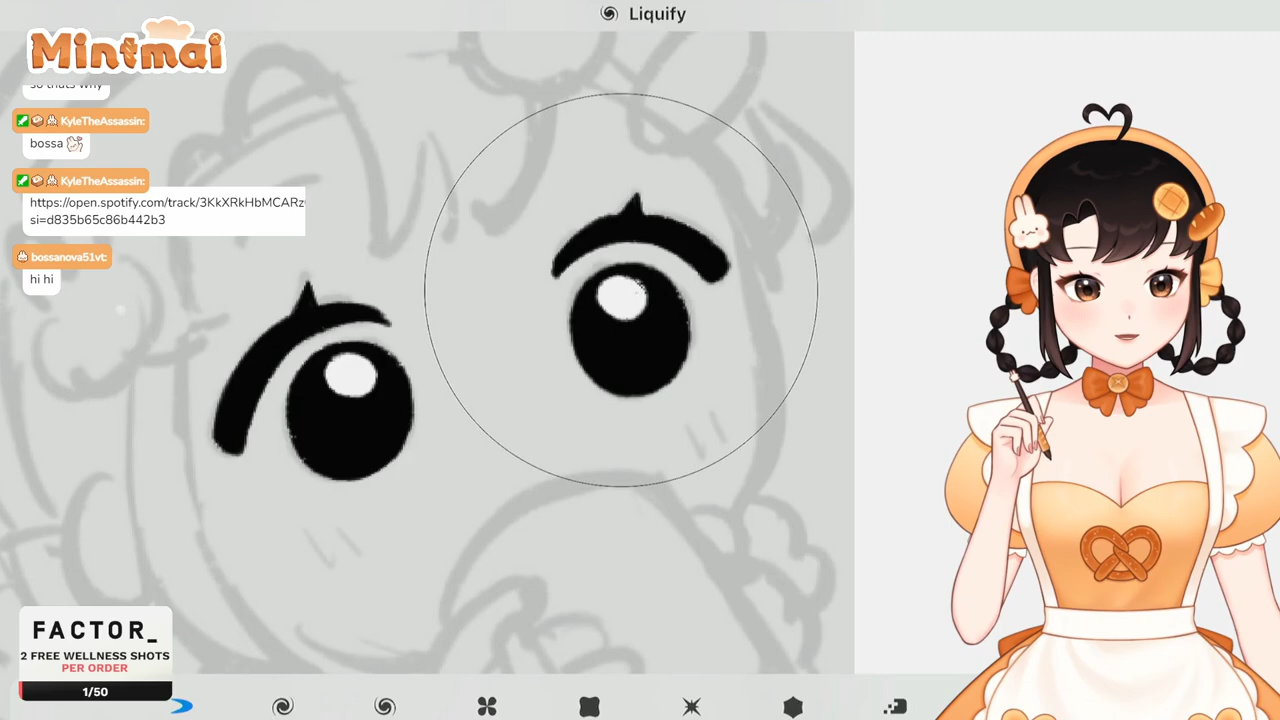 Liquify
Mintmai
so thats why
KyleTheAssassin:
bossa
KyleTheAssassin:
https://open.spotify.com/track/3KkXRkHbMCARz
si=d835b65c86b442b3
bossanova51vt:
hi hi
FACTOR_
2 FREE WELLNESS SHOTS
PER ORDER
1/50